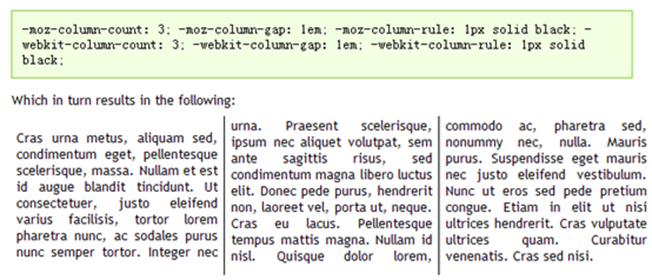 -moz-column-count: 3; -moz-column-gap: 1em; -moz-column-rule: 1px solid black; -
webkit-column-count: 3; -webkit-column-gap: 1em; -webkit-column-rule: 1px solid
black;
Which in turn results in the following:
Cras urna metus, aliquam sed,
condimentum eget, pellentesque
scelerisque, massa. Nullam et est
id augue blandit tincidunt. Ut
consectetuer, justo eleifend
varius facilisis, tortor lorem
pharetra nunc, ac sodales purus
nunc semper tortor. Integer nec
urna. Praesent scelerisque,
ipsum nec aliquet volutpat, sem
ante sagittis risus, sed
condimentum magna libero luctus
elit. Donec pede purus, hendrerit
non, laoreet vel, porta ut, neque.
Cras eu lacus. Pellentesque
tempus mattis magna. Nullam id
nisl. Quisque dolor lorem,
commodo ac, pharetra sed,
nonummy nec, nulla. Mauris
purus. Suspendisse eget mauris
nec justo eleifend vestibulum.
Nunc ut eros sed pede pretium
congue. Etiam in elit ut nisi
ultrices hendrerit. Cras vulputate
ultrices quam. Curabitur
venenatis. Cras sed nisi.